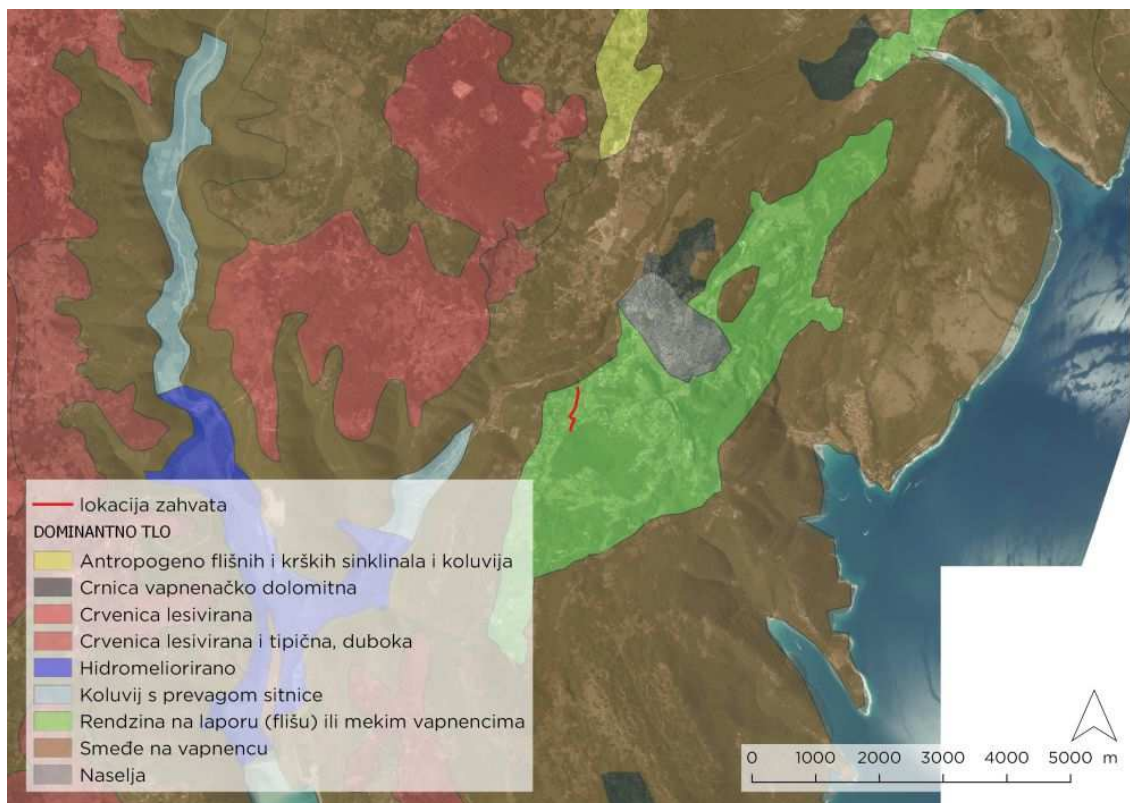 lokacija zahvata
DOMINANTNO TLO
Antropogeno flišnih i krških sinklinala i koluvija
Crnica vapnenačko dolomitna
Crvenica lesivirana
Crvenica lesivirana i tipična, duboka
Hidromeliorirano
Koluvij s prevagom sitnice
Rendzina na laporu (flišu) ili mekim vapnencima
Smeđe na vapnencu
Naselja
0 1000 2000 3000 4000 5000 m